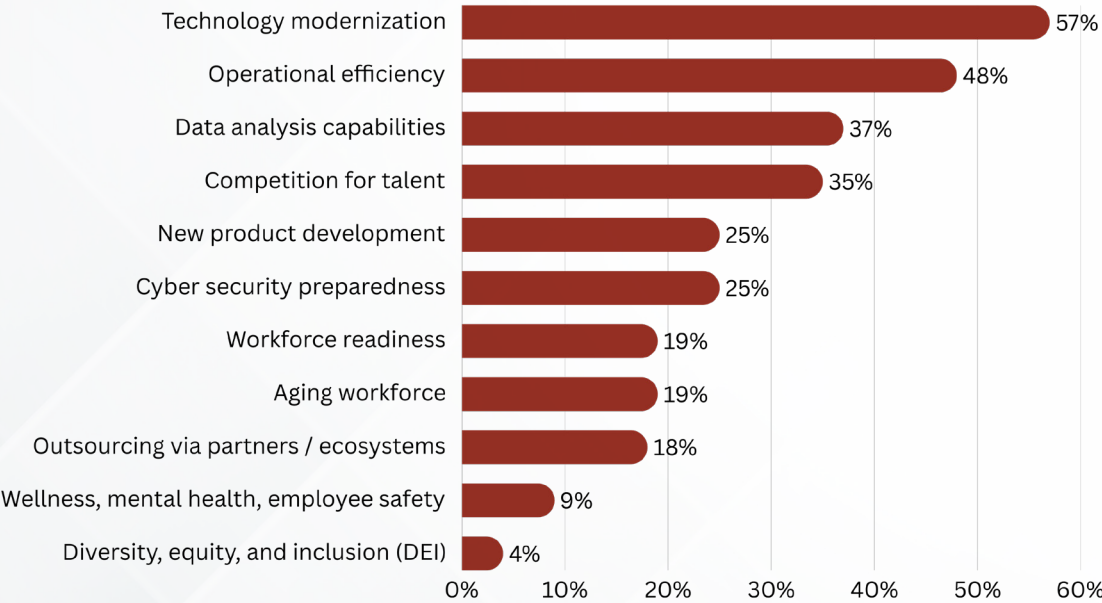 Technology modernization 57%
Operational efficiency 48%
Data analysis capabilities 37%
Competition for talent 35%
New product development 25%
Cyber security preparedness 25%
Workforce readiness 19%
Aging workforce 19%
Outsourcing via partners / ecosystems 18%
Wellness, mental health, employee safety 9%
Diversity, equity, and inclusion (DEI) 4%
0% 10% 20% 30% 40% 50% 60%